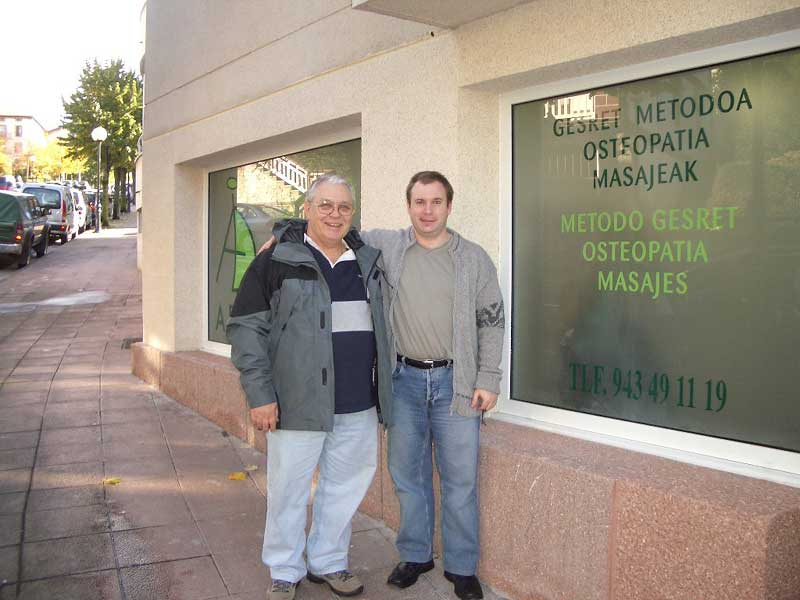 GESRET METODOA
OSTEOPATIA
MASAJEAK
METODO GESRET
OSTEOPATIA
MASAJES
TLF. 943 49 11 19